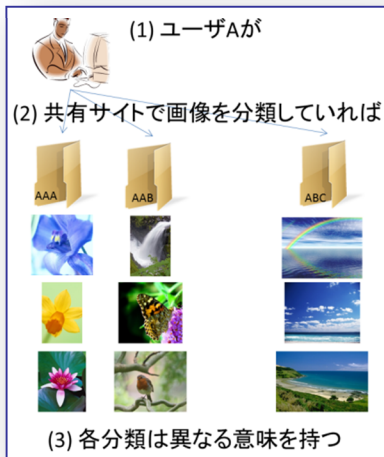 (1) ユーザAが
(2) 共有サイトで画像を分類していれば
AAA
AAB
ABC
(3) 各分類は異なる意味を持つ